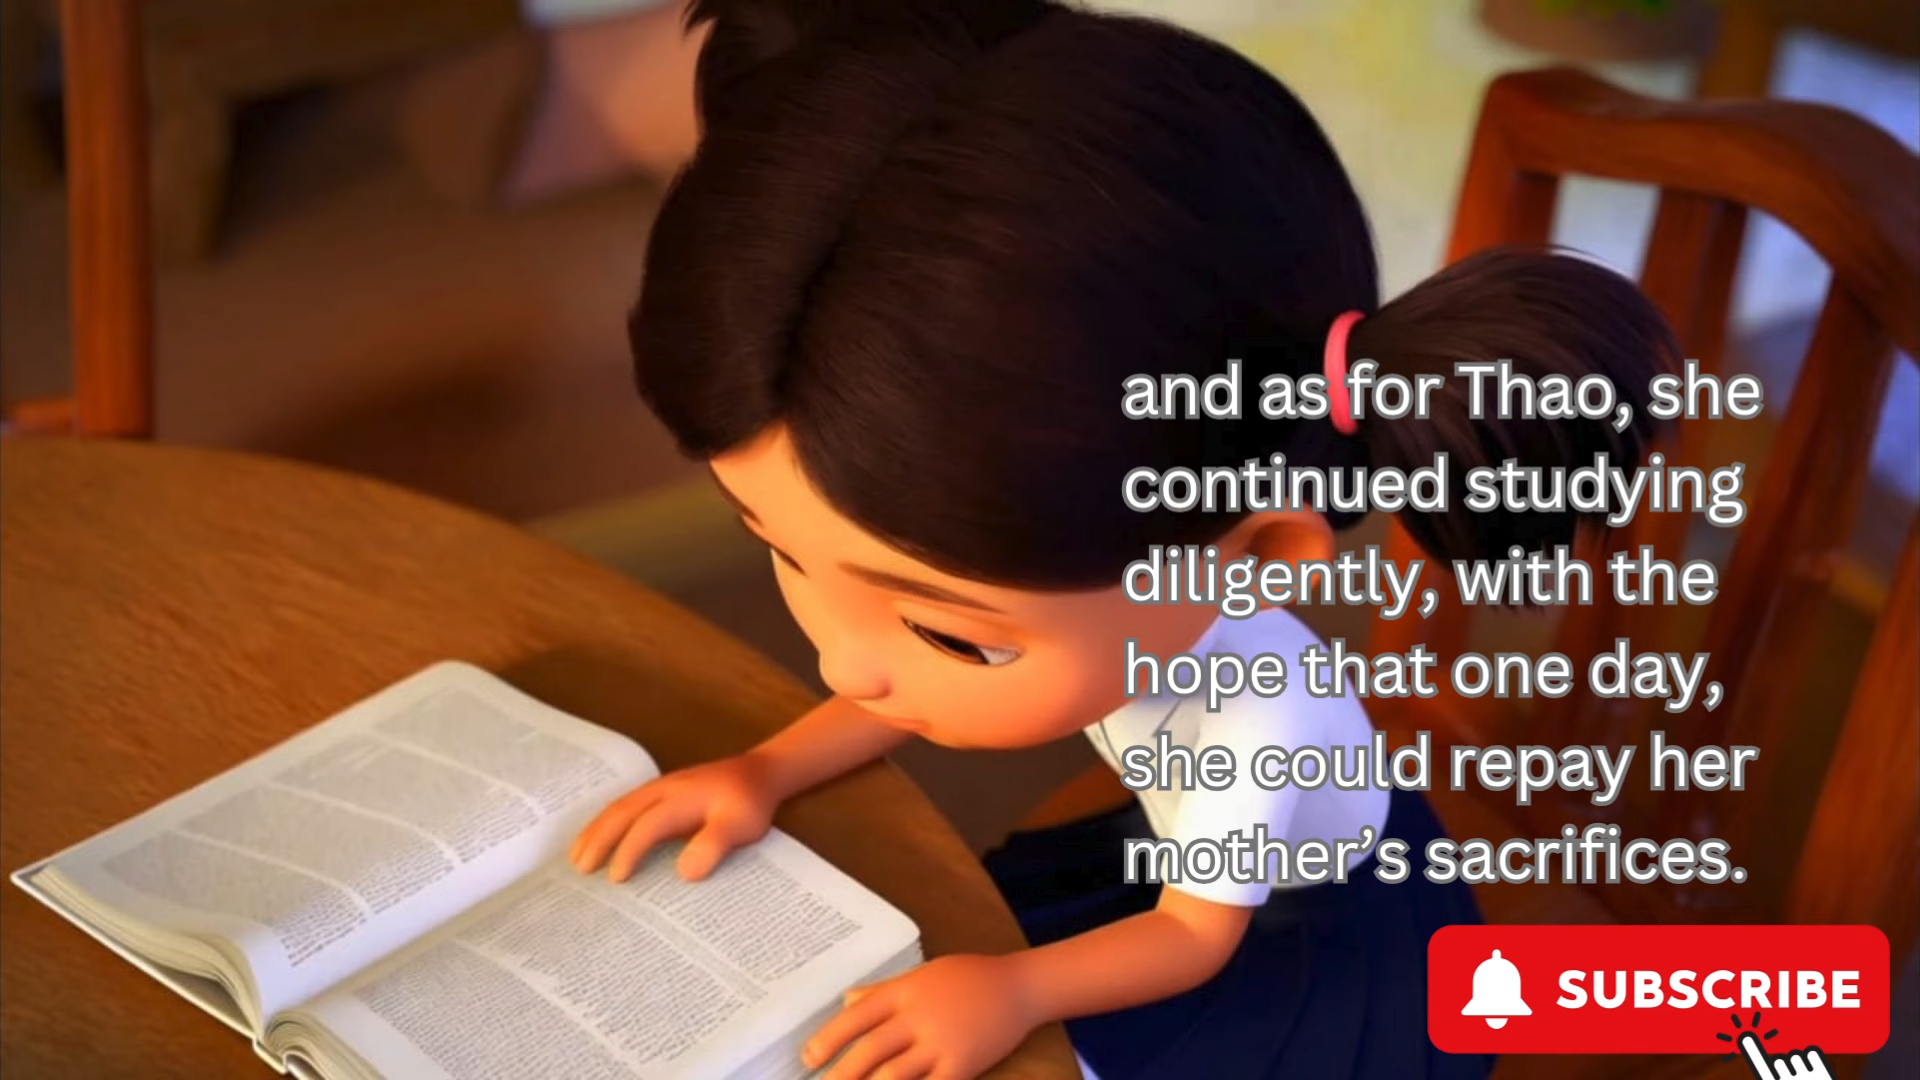 and as for Thao, she
continued studying
diligently, with the
hope that one day,
she could repay her
mother’s sacrifices.
SUBSCRIBE